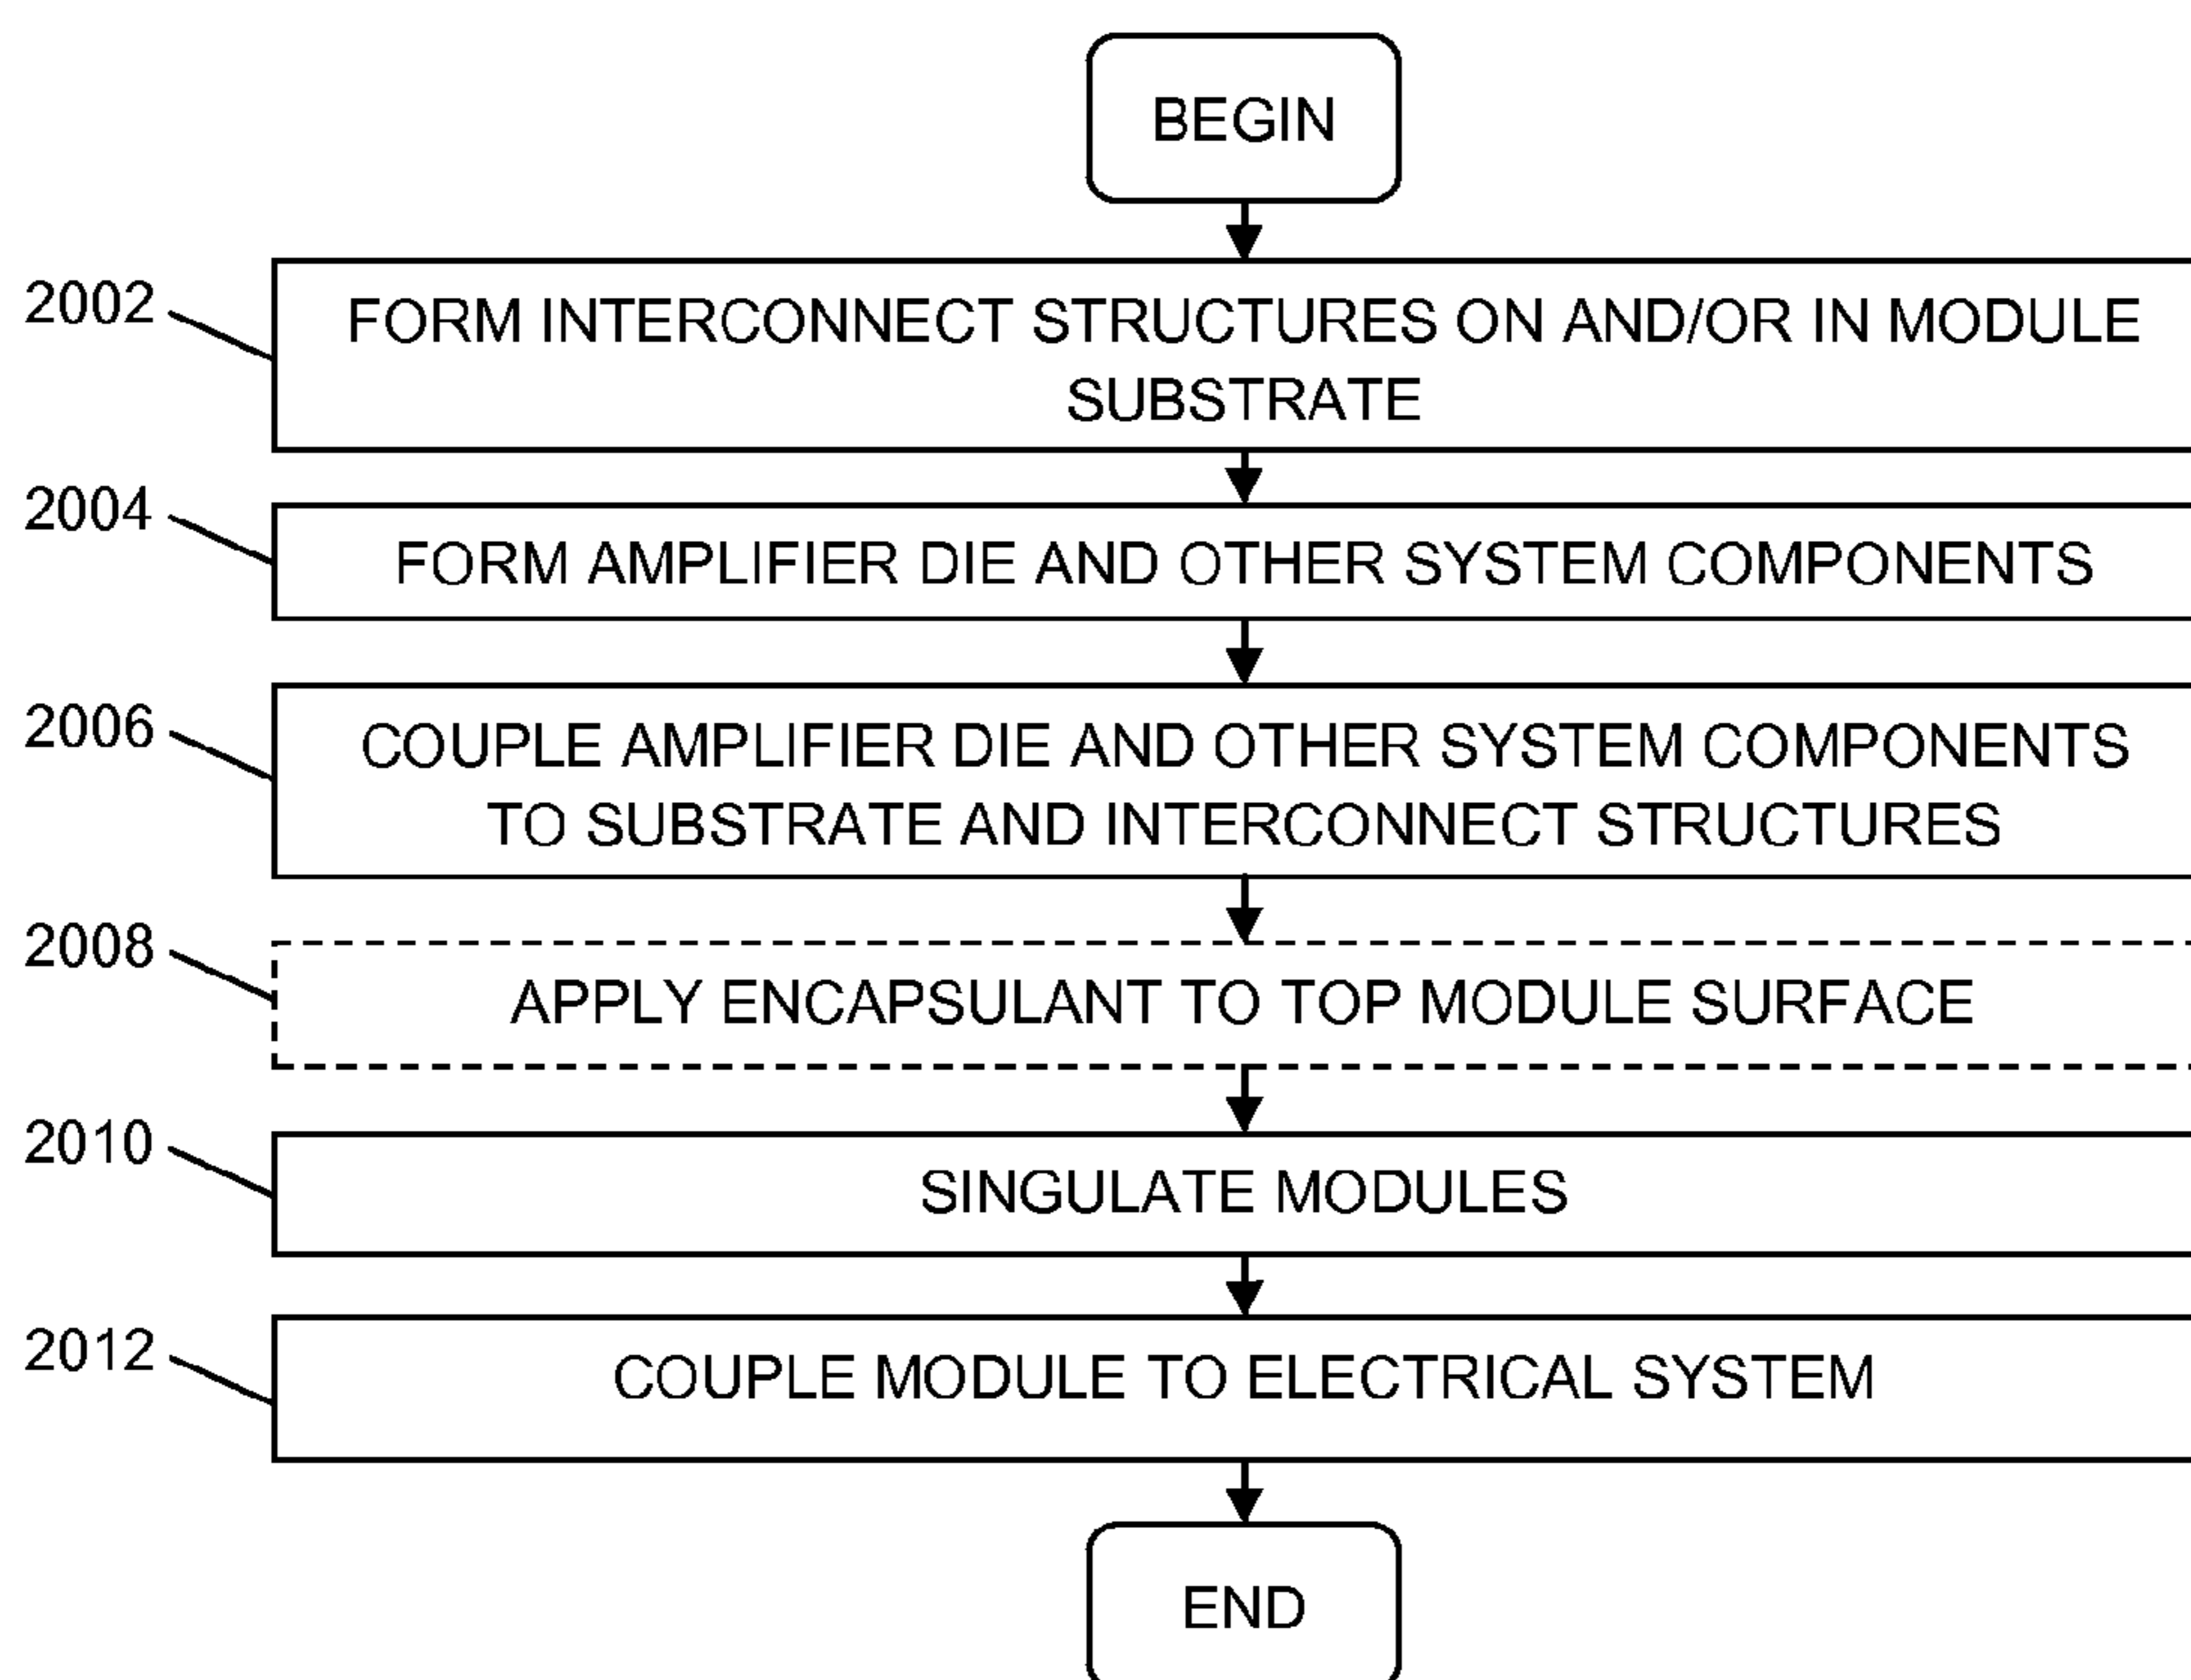 BEGIN
2002
FORM INTERCONNECT STRUCTURES ON AND/OR IN MODULE
SUBSTRATE
2004
FORM AMPLIFIER DIE AND OTHER SYSTEM COMPONENTS
2006
COUPLE AMPLIFIER DIE AND OTHER SYSTEM COMPONENTS
TO SUBSTRATE AND INTERCONNECT STRUCTURES
2008
APPLY ENCAPSULANT TO TOP MODULE SURFACE
2010
SINGULATE MODULES
2012
COUPLE MODULE TO ELECTRICAL SYSTEM
END